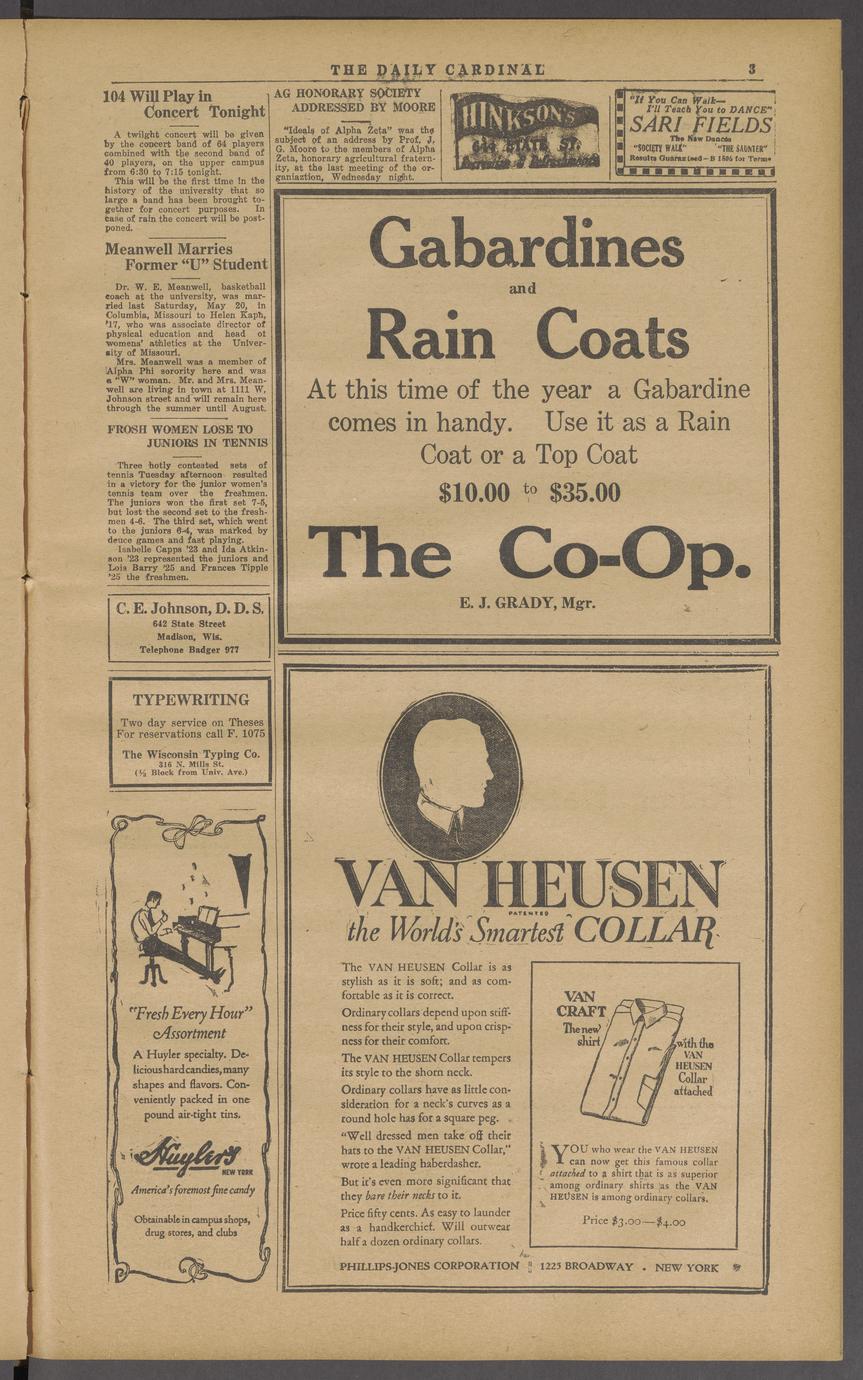 THE DAILY CARDINAL 3
104 Will Play in
Concert Tonight
A twilght concert will be given
by the concert band of 64 players
combined with the second band of
40 players, on the upper campus
from 6:30 to 7:15 tonight.
This will be the first time in the
history of the university that so
large a band has been brought to-
gether for concert purposes. In
case of rain the concert will be post-
poned.
Meanwell Marries
Former "U" Student
Dr. W. E. Meanwell, basketball
coach at the university, was mar-
ried last Saturday, May 20, in
Columbia, Missouri to Helen Kaph,
'17, who was associate director of
physical education and head of
womens' athletics at the Univer-
sity of Missouri.
Mrs. Meanwell was a member of
Alpha Phi sorority here and was
a "W" woman. Mr. and Mrs. Mean-
well are living in town at 1111 W.
Johnson street and will remain here
through the summer until August.
FROSH WOMEN LOSE TO
JUNIORS IN TENNIS
Three hotly contested sets of
tennis Tuesday afternoon resulted
in a victory for the junior women's
tennis team over the freshmen.
The juniors won the first set 7-5,
but lost the second set to the fresh-
men 4-6. The third set, which went
to the juniors 6-4, was marked by
deuce games and fast playing.
Isabelle Capps '23 and Ida Atkin-
son '23 represented the juniors and
Lois Barry '25 and Frances Tipple
'25 the freshmen.
C. E. Johnson, D. D. S.
642 State Street
Madison, Wis.
Telephone Badger 977
TYPEWRITING
Two day service on Theses
For reservations call F. 1075
The Wisconsin Typing Co.
316 N. Mills St.
(½ Block from Univ. Ave.)
"Fresh Every Hour"
Assortment
A Huyler specialty. De-
licious hard candies, many
shapes and flavors. Con-
veniently packed in one
pound air-tight tins.
Huyler's
NEW YORK
America's foremost fine candy
Obtainable in campus shops,
drug stores, and clubs
AG HONORARY SOCIETY
ADDRESSED BY MOORE
"Ideals of Alpha Zeta" was the
subject of an address by Prof. J.
G. Moore to the members of Alpha
Zeta, honorary agricultural fratern-
ity, at the last meeting of the or-
ganiaztion, Wednesday night.
HINKSON'S
644 STATE ST.
"If You Can Walk—
I'll Teach You to DANCE"
SARI FIELDS
The New Dances
"SOCIETY WALK" "THE SAUNTER"
Results Guaranteed—B 1806 for Terms
Gabardines
and
Rain Coats
At this time of the year a Gabardine
comes in handy. Use it as a Rain
Coat or a Top Coat
$10.00 to $35.00
The Co-Op.
E. J. GRADY, Mgr.
VAN HEUSEN
PATENTED
the World's Smartest COLLAR
The VAN HEUSEN Collar is as
stylish as it is soft; and as com-
fortable as it is correct.
Ordinary collars depend upon stiff-
ness for their style, and upon crisp-
ness for their comfort.
The VAN HEUSEN Collar tempers
its style to the shorn neck.
Ordinary collars have as little con-
sideration for a neck's curves as a
round hole has for a square peg.
"Well dressed men take off their
hats to the VAN HEUSEN Collar,"
wrote a leading haberdasher.
But it's even more significant that
they bare their necks to it.
Price fifty cents. As easy to launder
as a handkerchief. Will outwear
half a dozen ordinary collars.
VAN
CRAFT
The new
shirt
with the
VAN
HEUSEN
Collar
attached
YOU who wear the VAN HEUSEN
can now get this famous collar
attached to a shirt that is as superior
among ordinary shirts as the VAN
HEUSEN is among ordinary collars.
Price $3.00—$4.00
PHILLIPS-JONES CORPORATION 1225 BROADWAY . NEW YORK